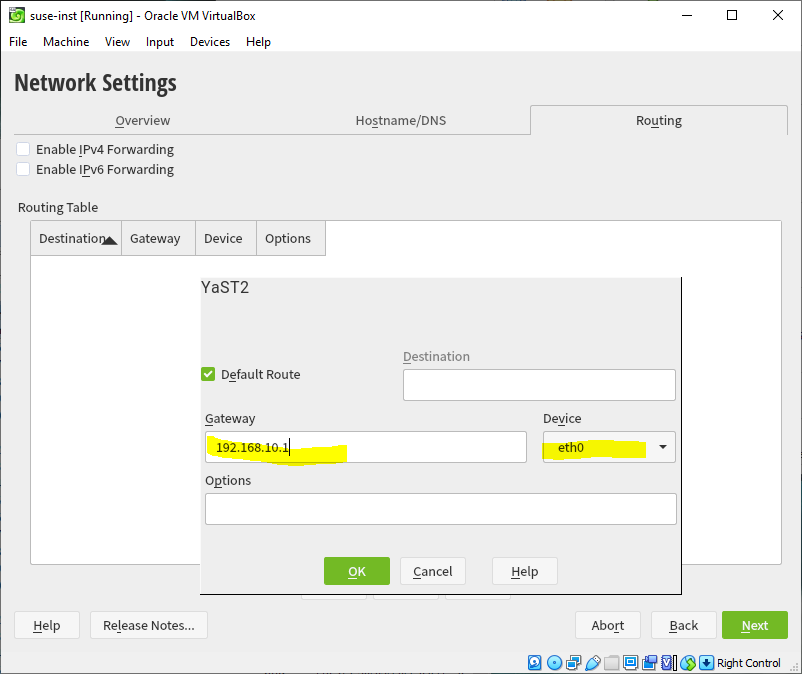 suse-inst [Running] - Oracle VM VirtualBox
File Machine View Input Devices Help
Network Settings
Overview Hostname/DNS Routing
Enable IPv4 Forwarding
Enable IPv6 Forwarding
Routing Table
Destination Gateway Device Options
YaST2
Destination
Default Route
Gateway Device
192.168.10.1 eth0
Options
OK Cancel Help
Help Release Notes... Abort Back Next
Right Control